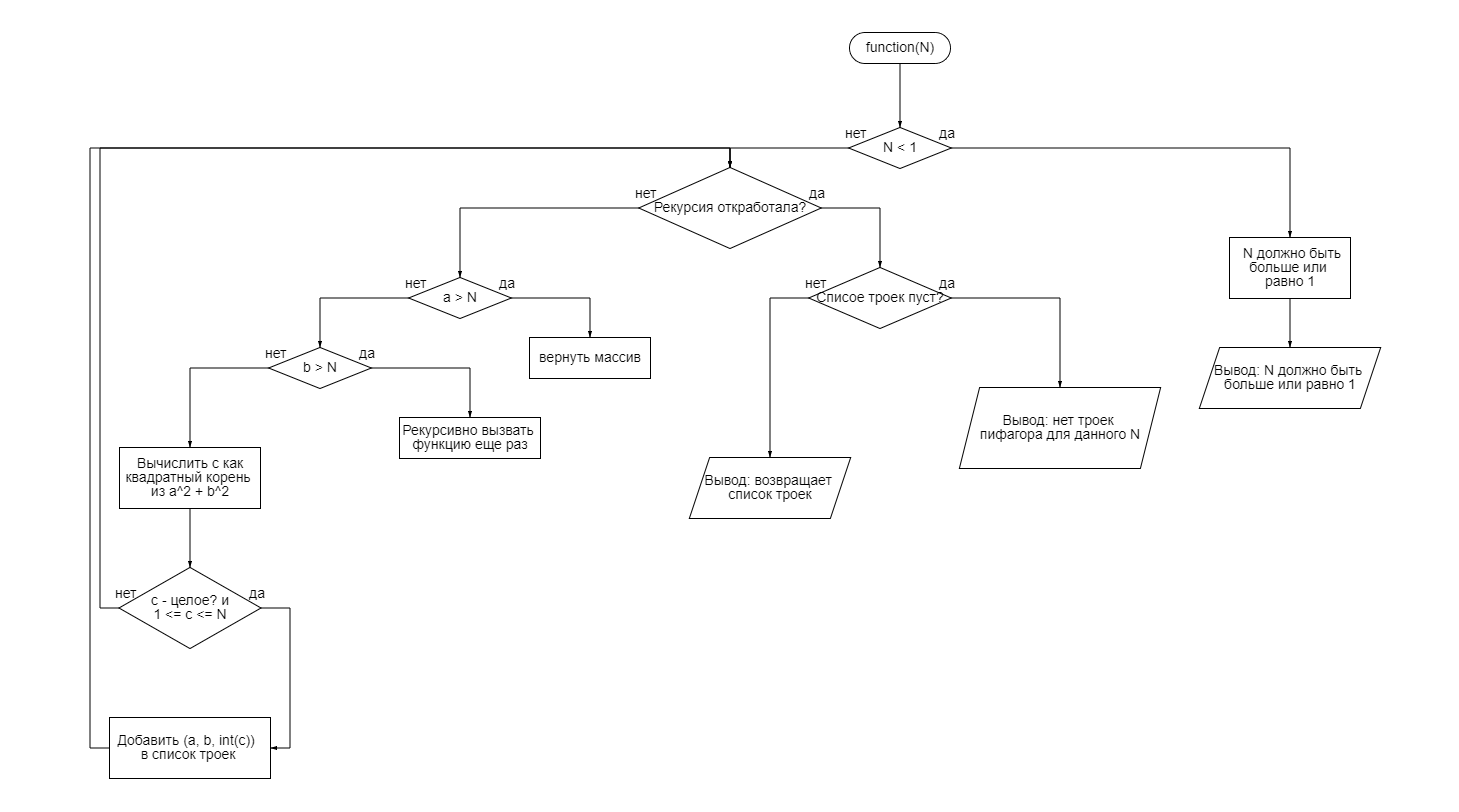 function(N)
нет
да
N < 1
нет
да
Рекурсия откработала?
N должно быть
больше или
равно 1
нет
да
a > N
нет
да
Списое троек пуст?
нет
да
b > N
вернуть массив
Вывод: N должно быть
больше или равно 1
Рекурсивно вызвать
функцию еще раз
Вывод: нет троек
пифагора для данного N
Вычислить c как
квадратный корень
из a^2 + b^2
Вывод: возвращает
список троек
нет
да
c - целое? и
1 <= c <= N
Добавить (a, b, int(c))
в список троек